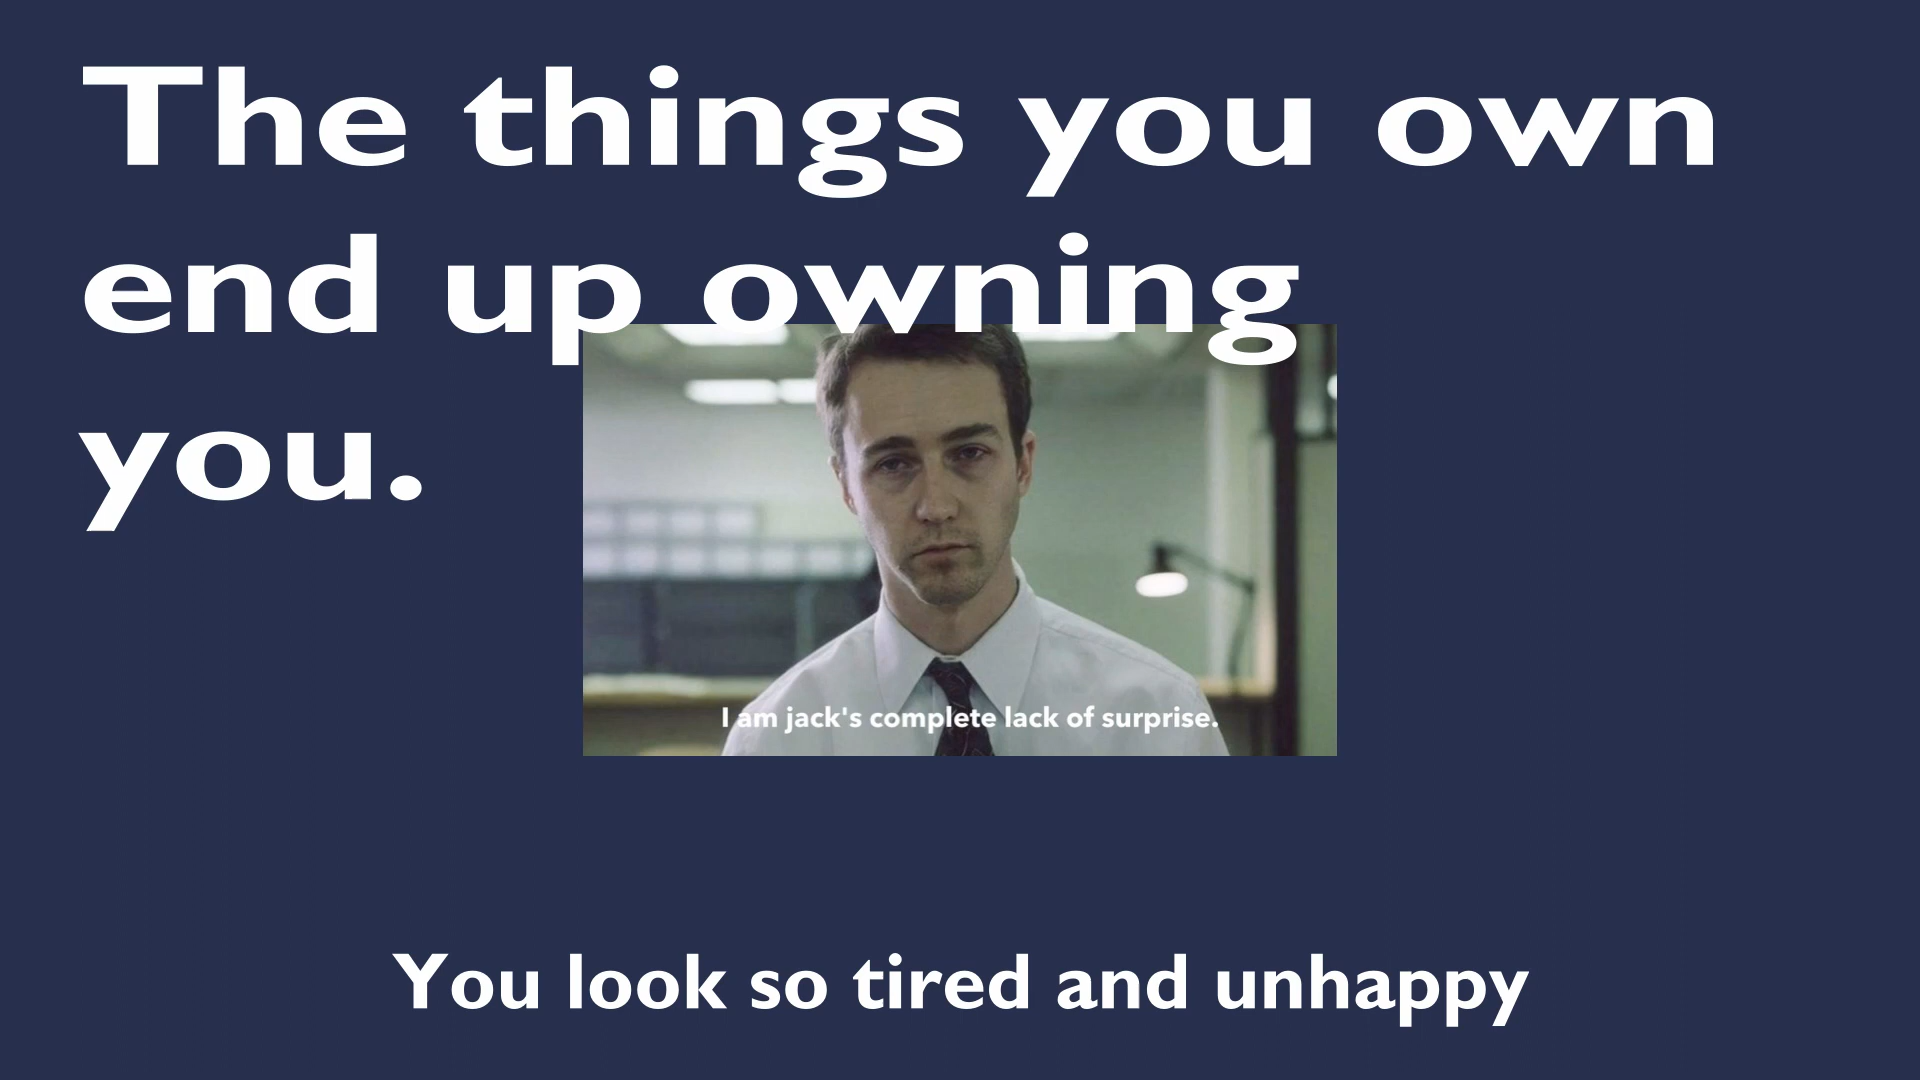 The things you own
end up owning
you.
I am jack's complete lack of surprise.
You look so tired and unhappy